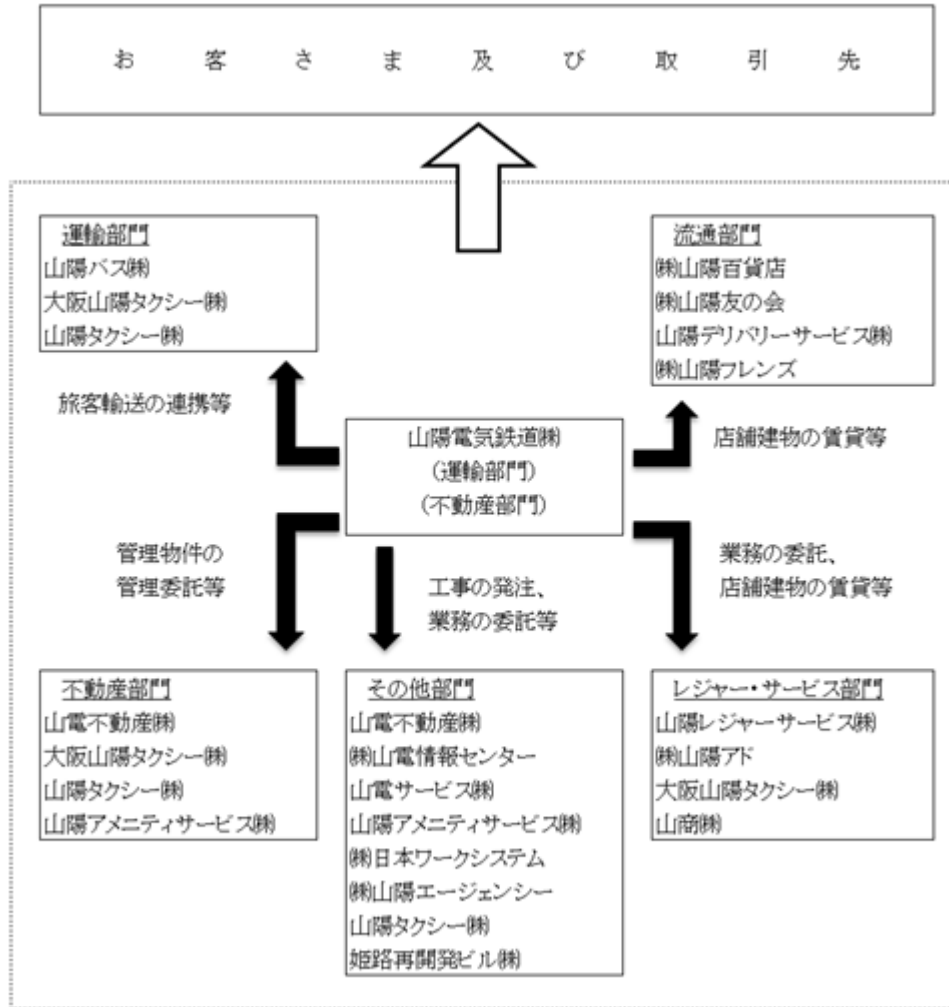 お客さま及び取引先
運輸部門
山陽バス㈱
大阪山陽タクシー㈱
山陽タクシー㈱
流通部門
㈱山陽百貨店
㈱山陽友の会
山陽デリバリーサービス㈱
㈱山陽フレンズ
旅客輸送の連携等
山陽電気鉄道㈱
(運輸部門)
(不動産部門)
店舗建物の賃貸等
管理物件の
管理委託等
工事の発注、
業務の委託等
業務の委託、
店舗建物の賃貸等
不動産部門
山電不動産㈱
大阪山陽タクシー㈱
山陽タクシー㈱
山陽アメニティサービス㈱
その他部門
山電不動産㈱
㈱山電情報センター
山電サービス㈱
山陽アメニティサービス㈱
㈱日本ワークシステム
㈱山陽エージェンシー
山陽タクシー㈱
姫路再開発ビル㈱
レジャー・サービス部門
山陽レジャーサービス㈱
㈱山陽アド
大阪山陽タクシー㈱
山商㈱